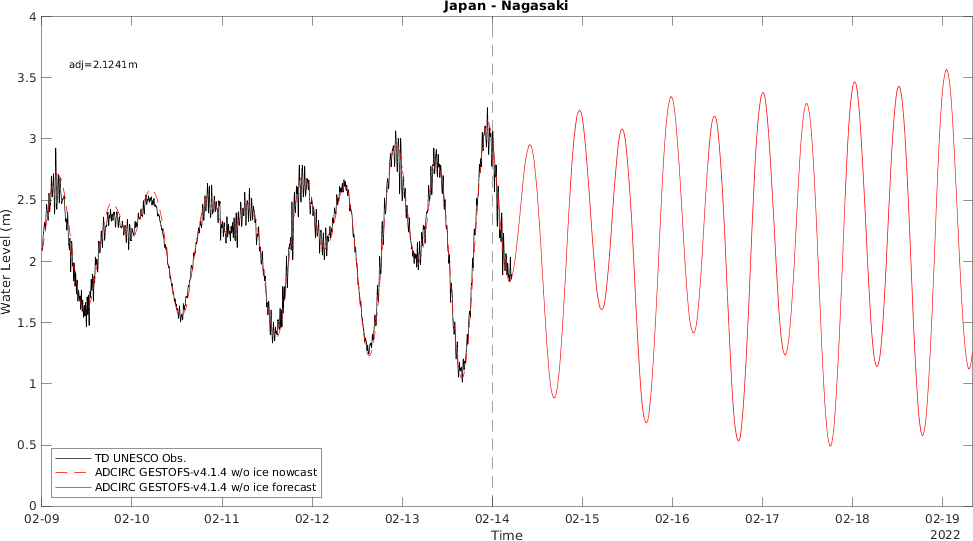 Japan - Nagasaki
adj=2.1241m
4
3.5
3
2.5
2
1.5
1
0.5
0
Water Level (m)
TD UNESCO Obs.
ADCIRC GESTOFS-v4.1.4 w/o ice nowcast
ADCIRC GESTOFS-v4.1.4 w/o ice forecast
02-09 02-10 02-11 02-12 02-13 02-14 02-15 02-16 02-17 02-18 02-19
2022
Time